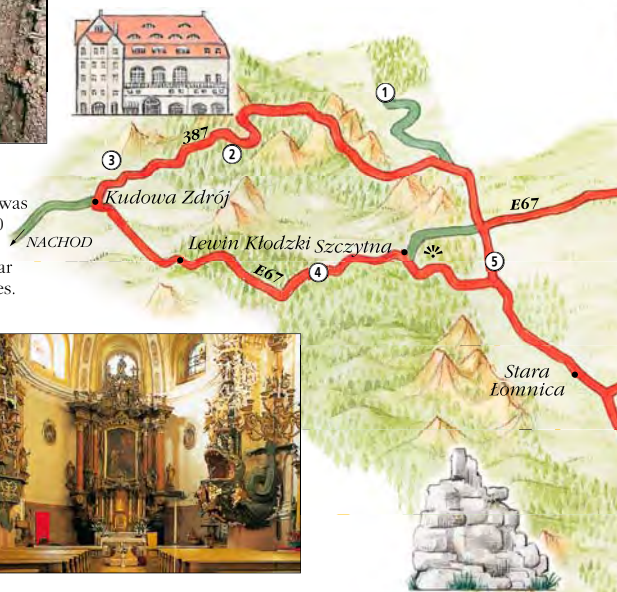 was
)
ar
es.
1
387
2
3
Kudowa Zdrój
NACHOD
E67
Lewin Kłodzki
Szczytna
E67
4
5
Stara
Łomnica